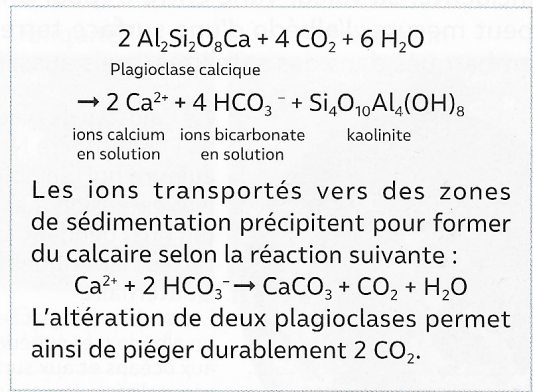 2 Al₂Si₂O₈Ca + 4 CO₂ + 6 H₂O
Plagioclase calcique
→ 2 Ca²⁺ + 4 HCO₃⁻ + Si₄O₁₀Al₄(OH)₈
ions calcium ions bicarbonate kaolinite
en solution en solution
Les ions transportés vers des zones
de sédimentation précipitent pour former
du calcaire selon la réaction suivante :
Ca²⁺ + 2 HCO₃⁻ → CaCO₃ + CO₂ + H₂O
L'altération de deux plagioclases permet
ainsi de piéger durablement 2 CO₂.